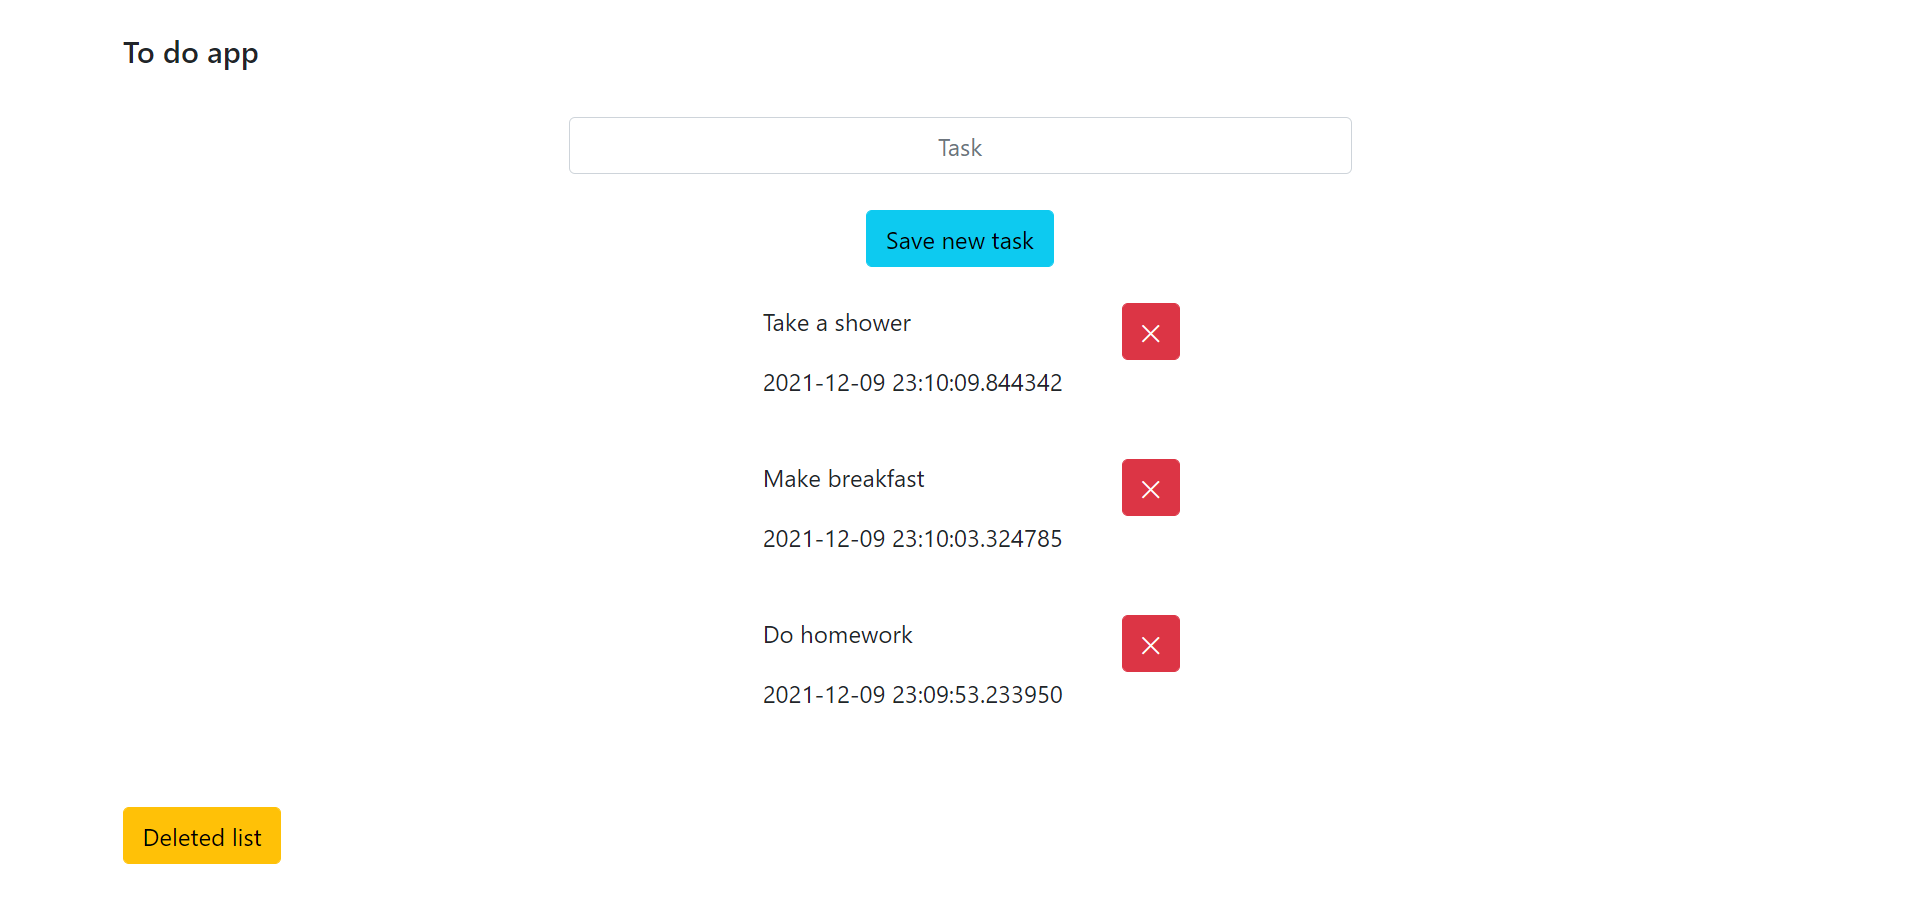 To do app
Task
Save new task
Take a shower
2021-12-09 23:10:09.844342
Make breakfast
2021-12-09 23:10:03.324785
Do homework
2021-12-09 23:09:53.233950
Deleted list